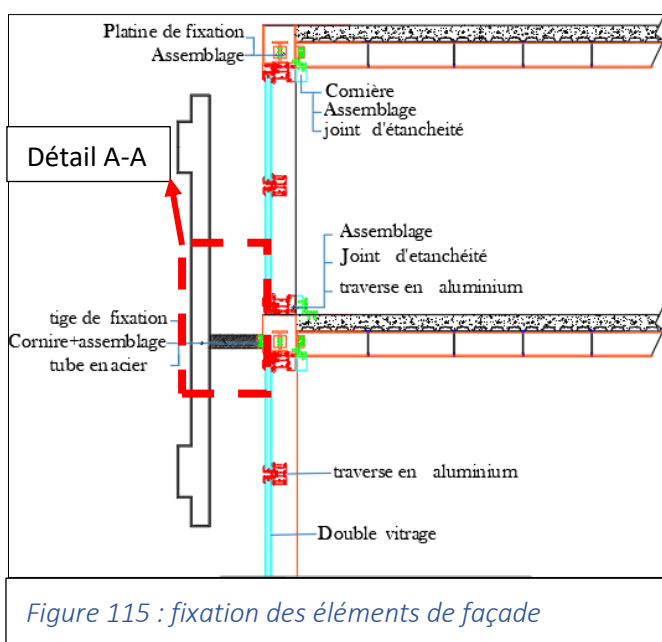 Platine de fixation
Assemblage
Cornière
Assemblage
joint d'étancheité
Détail A-A
Assemblage
Joint d'etanchéité
traverse en aluminium
tige de fixation
Cornire+assemblage
tube en acier
traverse en aluminium
Double vitrage
Figure 115 : fixation des éléments de façade